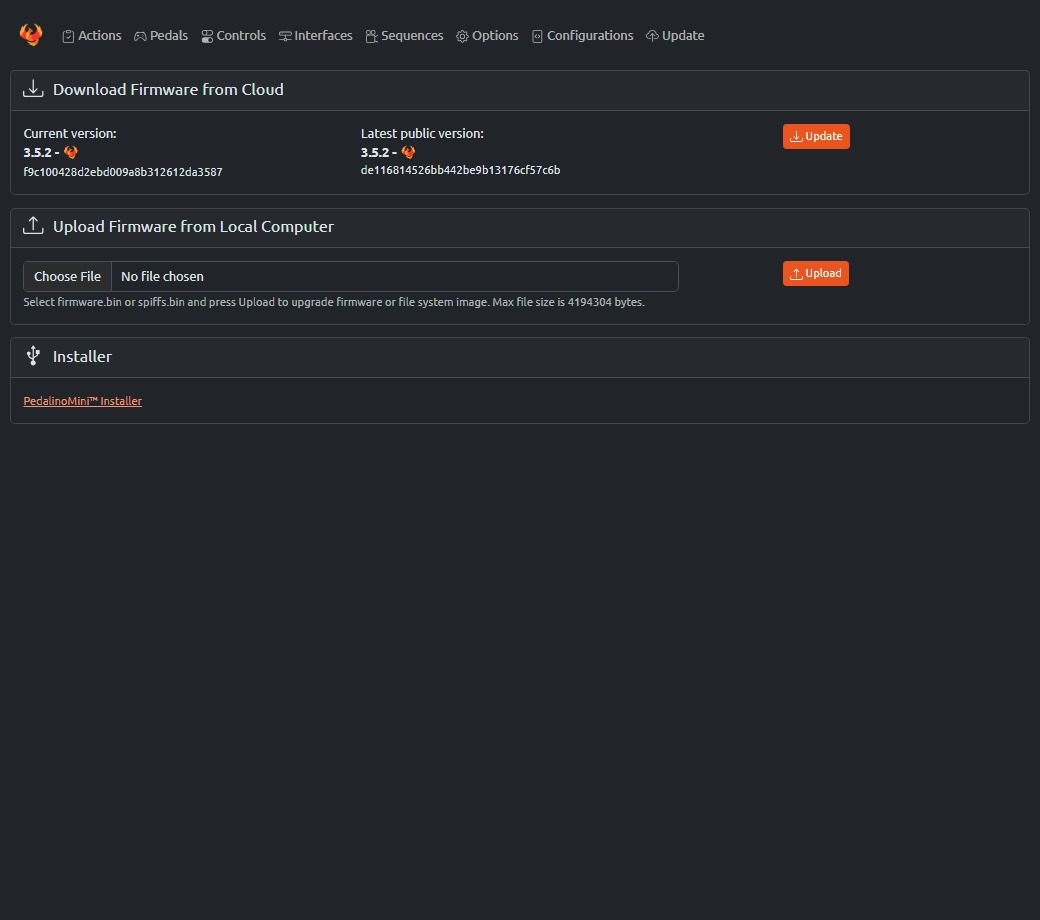 Actions Pedals Controls Interfaces Sequences Options Configurations Update
Download Firmware from Cloud
Current version:
3.5.2 -
f9c100428d2ebd009a8b312612da3587
Latest public version:
3.5.2 -
de116814526bb442be9b13176cf57c6b
Update
Upload Firmware from Local Computer
Choose File No file chosen
Upload
Select firmware.bin or spiffs.bin and press Upload to upgrade firmware or file system image. Max file size is 4194304 bytes.
Installer
PedalinoMini™ Installer